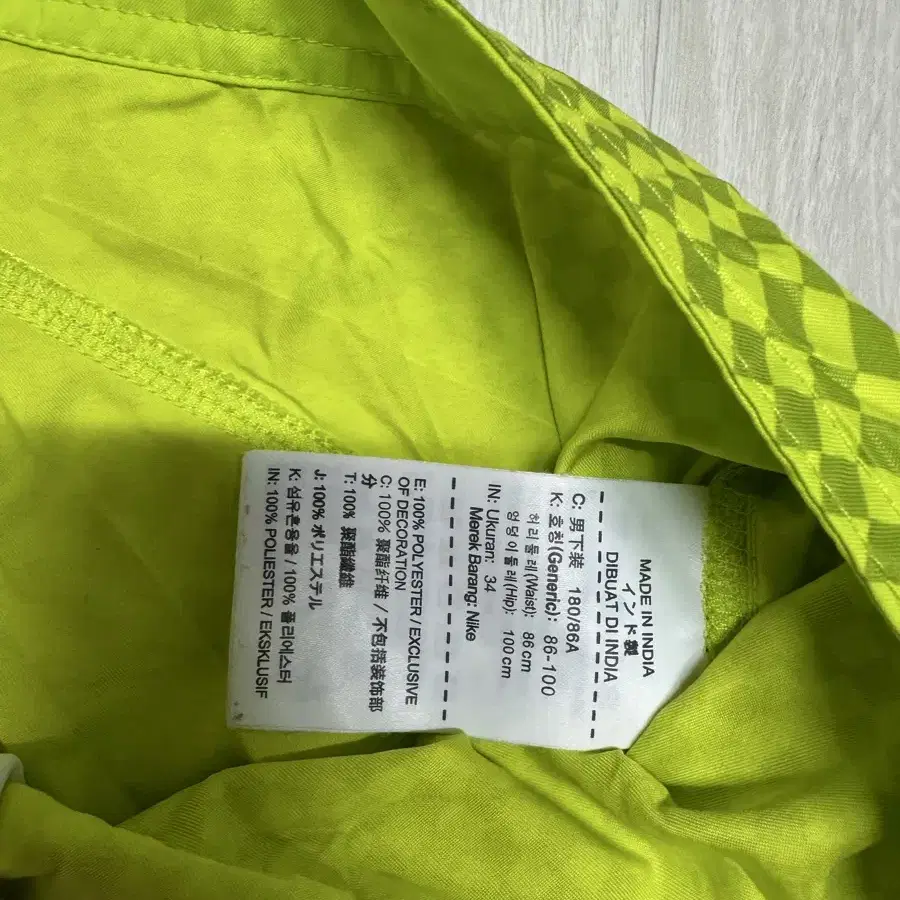 MADE IN INDIA
インド製
DIBUAT DI INDIA
C: 男下装 180/86A
K: 호칭(Generic): 86-100
허리둘레(Waist): 86cm
엉덩이둘레(Hip): 100cm
IN: Ukuran: 34
Merek Barang: Nike
E: 100% POLYESTER / EXCLUSIVE
OF DECORATION
C: 100% 聚酯纤维 / 不包括装饰部
分
T: 100% 聚酯纖維
J: 100% ポリエステル
K: 섬유혼용율 / 100% 폴리에스터
IN: 100% POLIESTER / EKSKLUSIF